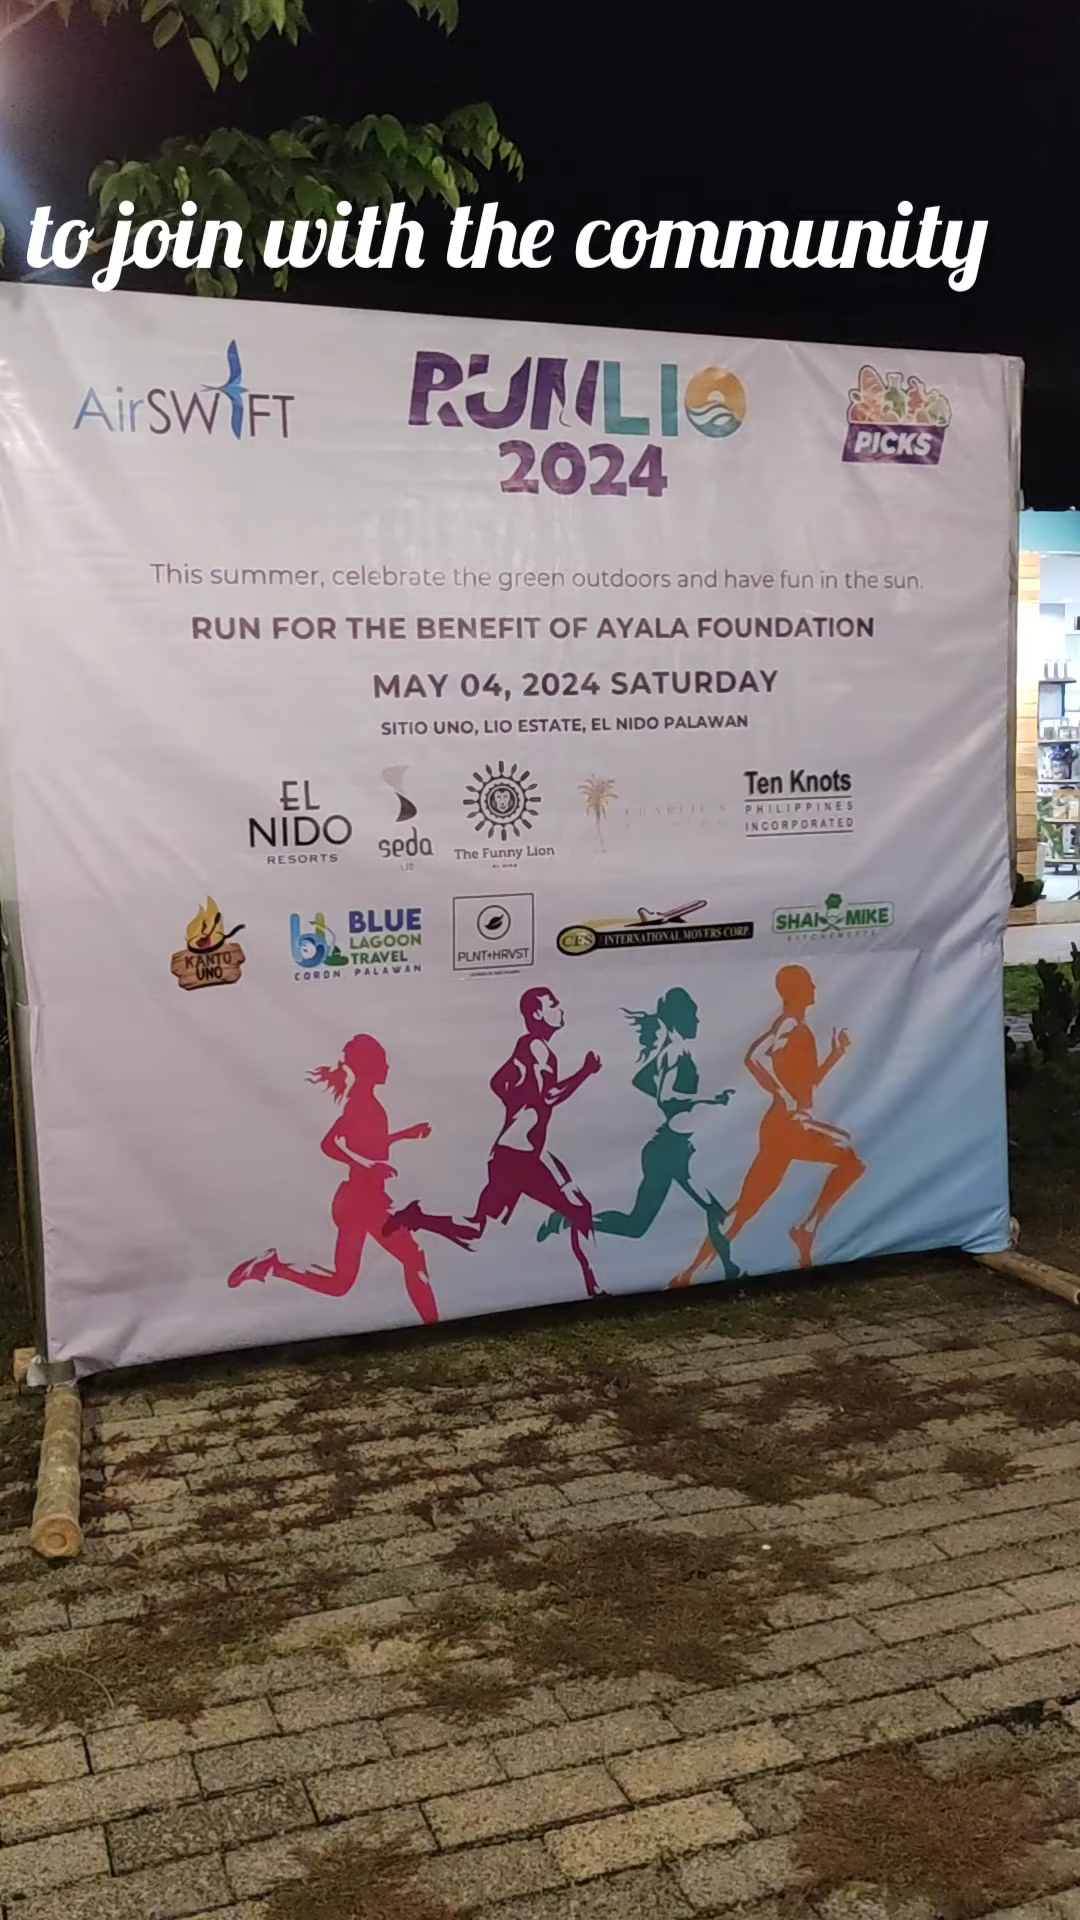 to join with the community
AirSWIFT
RUNLIO
2024
PICKS
This summer, celebrate the green outdoors and have fun in the sun.
RUN FOR THE BENEFIT OF AYALA FOUNDATION
MAY 04, 2024 SATURDAY
SITIO UNO, LIO ESTATE, EL NIDO PALAWAN
EL
NIDO
RESORTS
seda
LIO
The Funny Lion
Ten Knots
PHILIPPINES
INCORPORATED
KANTO
UNO
BLUE
LAGOON
TRAVEL
CORON, PALAWAN
PLNT+HRVST
CFS INTERNATIONAL MOVERS CORP.
SHAI MIKE